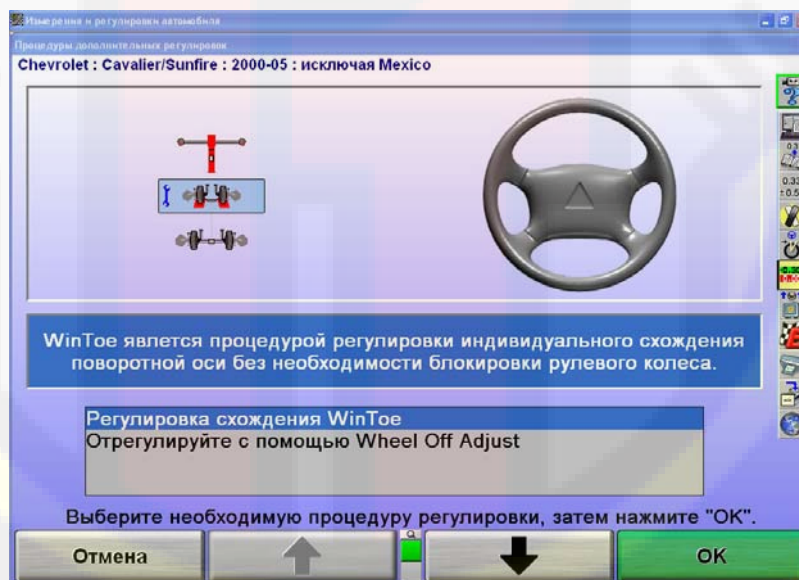 Измерения и регулировки автомобиля
Процедуры дополнительных регулировок
Chevrolet : Cavalier/Sunfire : 2000-05 : исключая Mexico
WinToe явлется процедурой регулировки индивидуального схождения
поворотной оси без необходимости блокировки рулевого колеса.
Регулировка схождения WinToe
Отрегулируйте с помощью Wheel Off Adjust
Выберите необходимую процедуру регулировки, затем нажмите "OK".
Отмена
OK